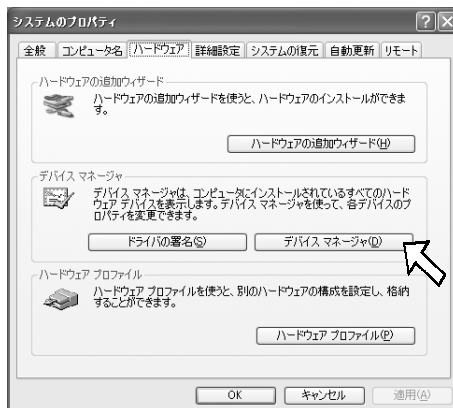 システムのプロパティ
全般 コンピュータ名 ハードウェア 詳細設定 システムの復元 自動更新 リモート
ハードウェアの追加ウィザード
ハードウェアの追加ウィザードを使うと、ハードウェアのインストールができま
す。
ハードウェアの追加ウィザード(H)
デバイス マネージャ
デバイス マネージャは、コンピュータにインストールされているすべてのハード
ウェア デバイスを表示します。デバイス マネージャを使って、各デバイスのプ
ロパティを変更できます。
ドライバの署名(S) デバイス マネージャ(D)
ハードウェア プロファイル
ハードウェア プロファイルを使うと、別のハードウェアの構成を設定し、格納
することができます。
ハードウェア プロファイル(P)
OK キャンセル 適用(A)